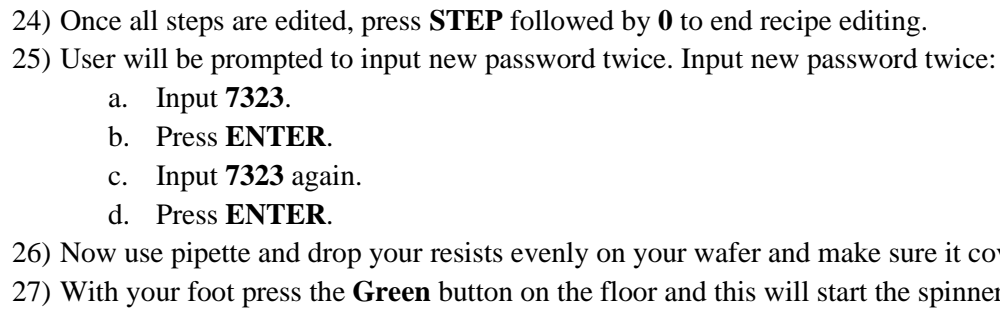 24) Once all steps are edited, press STEP followed by 0 to end recipe editing.
25) User will be prompted to input new password twice. Input new password twice:
a. Input 7323.
b. Press ENTER.
c. Input 7323 again.
d. Press ENTER.
26) Now use pipette and drop your resists evenly on your wafer and make sure it
27) With your foot press the Green button on the floor and this will start the spinner